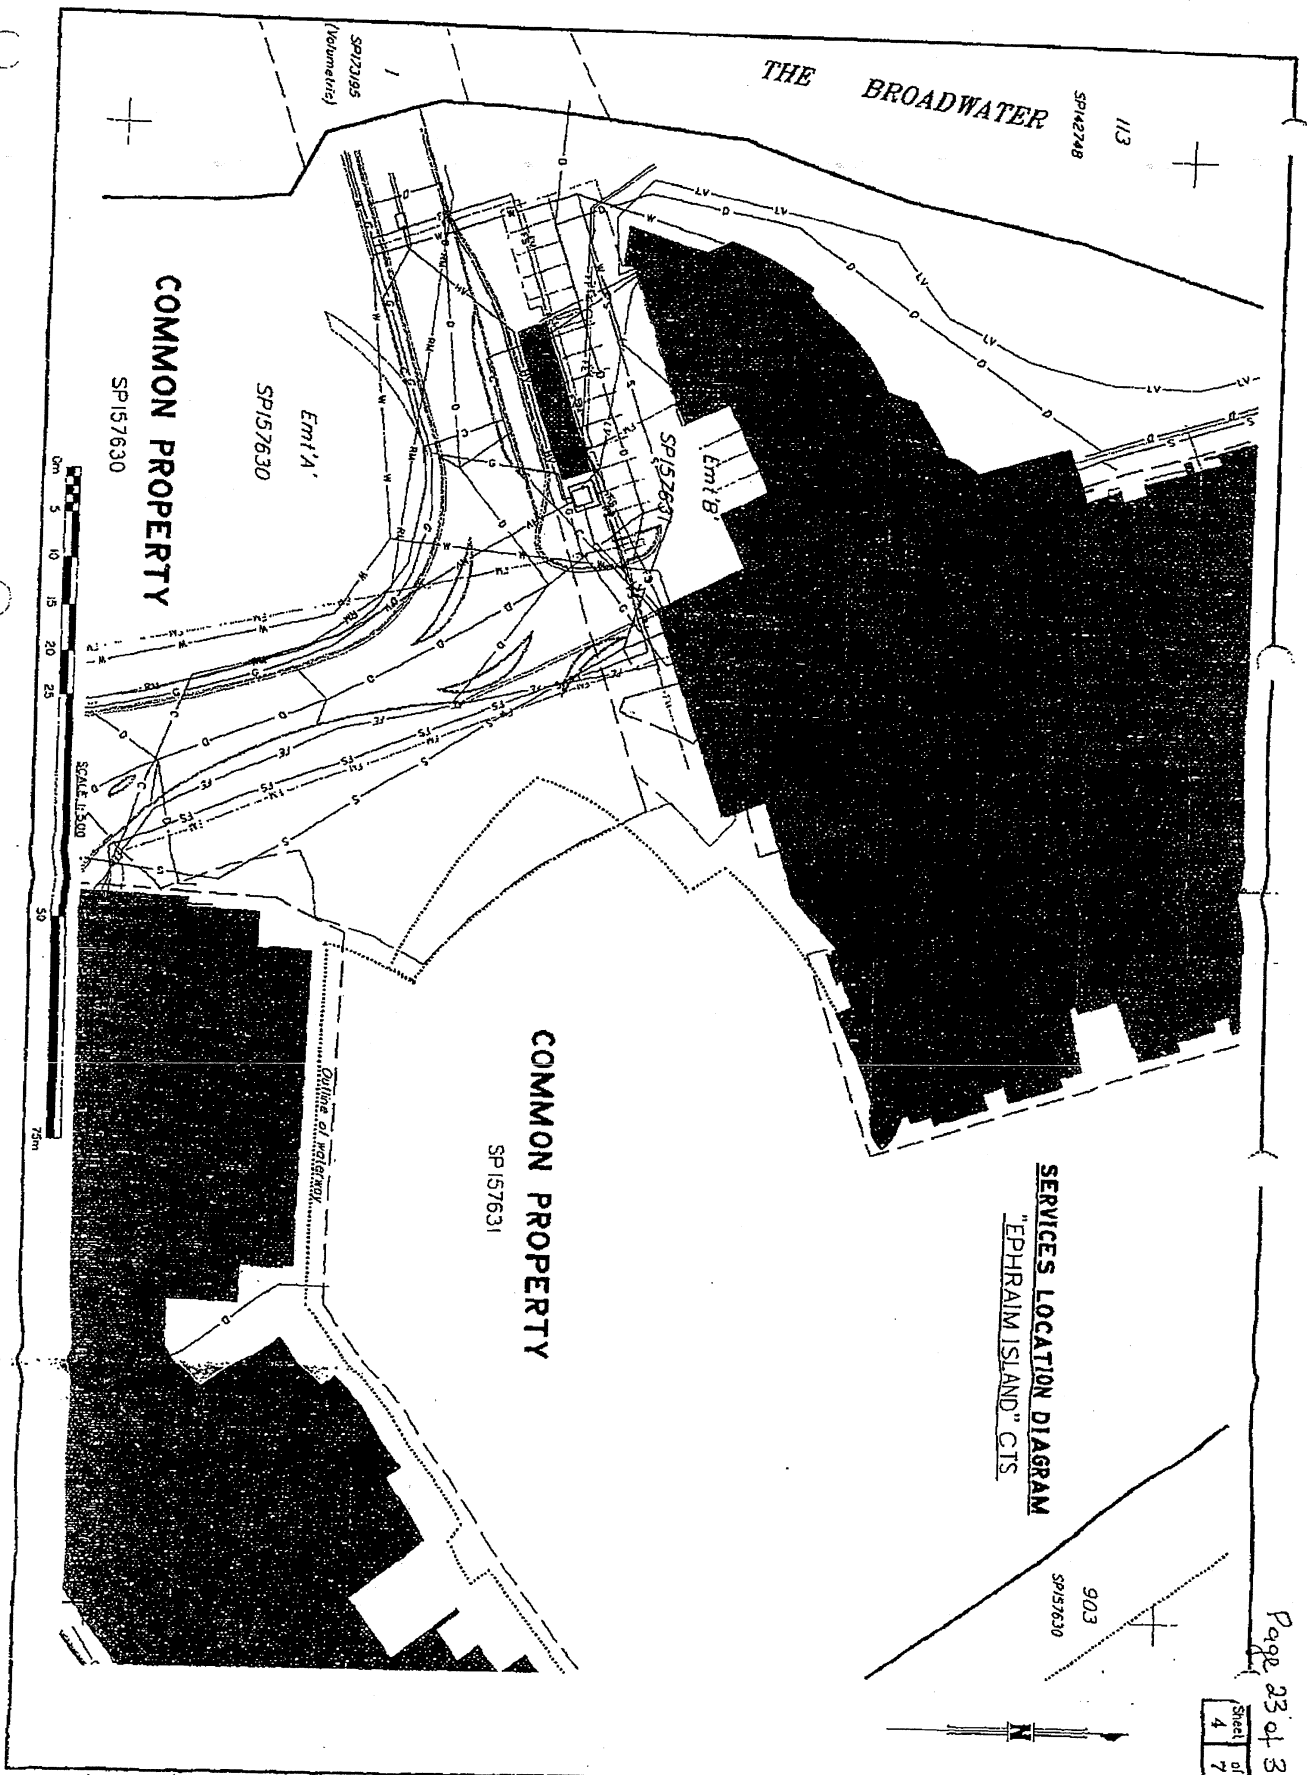 Page 23 of 3
Sheet of
4 7
SERVICES LOCATION DIAGRAM
"EPHRAIM ISLAND" CTS
THE BROADWATER
113
SP142748
1
SP173195
(Volumetric)
903
SP157630
N
Emt 'B'
SP157631
Emt 'A'
SP157630
COMMON PROPERTY
SP157630
COMMON PROPERTY
SP157631
Outline of waterway
SCALE 1:500
0m 5 10 15 20 25 50 75m